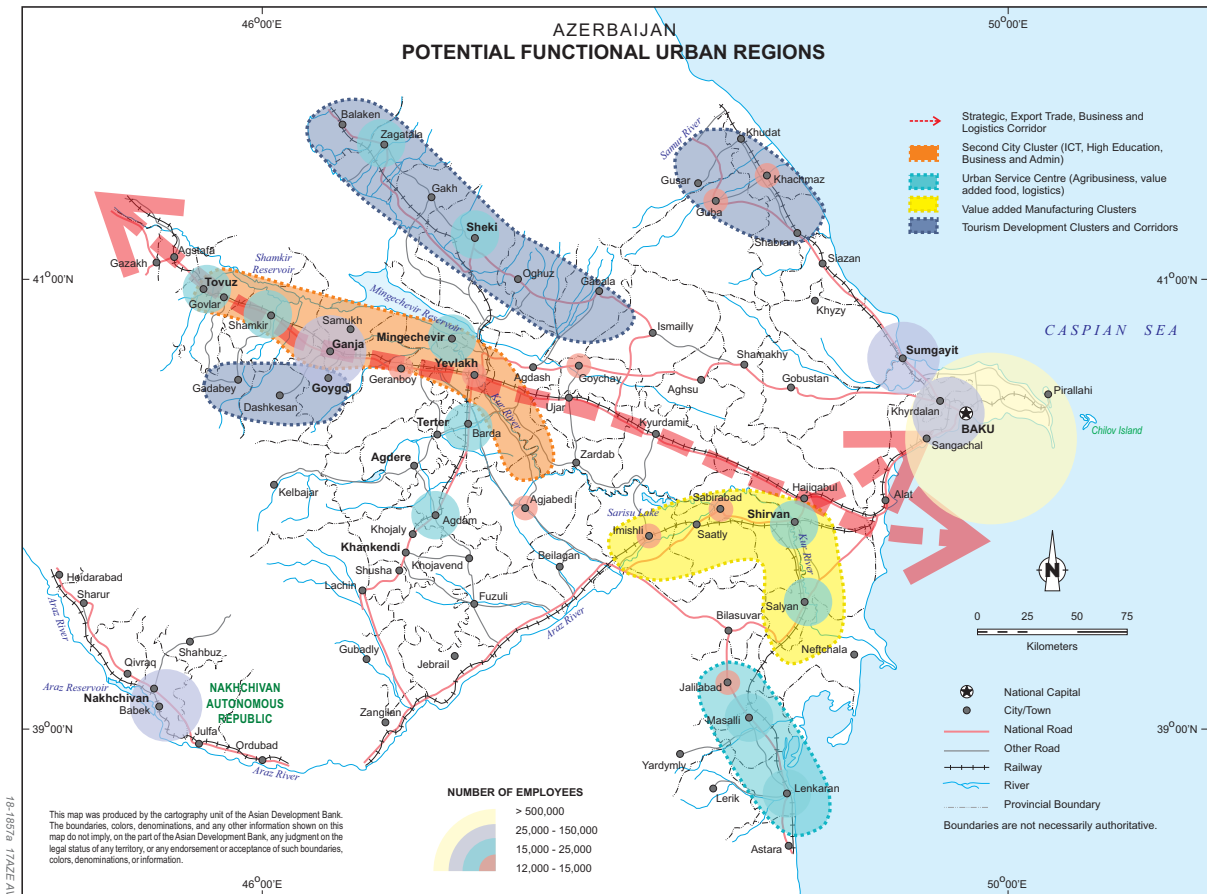 46°00'E
50°00'E
AZERBAIJAN
POTENTIAL FUNCTIONAL URBAN REGIONS
Strategic, Export Trade, Business and
Logistics Corridor
Second City Cluster (ICT, High Education,
Business and Admin)
Urban Service Centre (Agribusiness, value
added food, logistics)
Value added Manufacturing Clusters
Tourism Development Clusters and Corridors
Balaken
Zagatala
Gakh
Sheki
Oghuz
Gabala
Ismailly
Samur River
Khudat
Gusar
Khachmaz
Guba
Shabran
Siazan
Khyzy
41°00'N
41°00'N
Agstafa
Gazakh
Shamkir
Reservoir
Tovuz
Govlar
Shamkir
Samukh
Ganja
Mingechevir Reservoir
Mingechevir
Yevlakh
Geranboy
Goygol
Gadabey
Dashkesan
Kur River
Agdash
Goychay
Ujar
Aghsu
Shamakhy
Gobustan
Kyurdamir
Zardab
CASPIAN SEA
Sumgayit
Khyrdalan
BAKU
Pirallahi
Chilov Island
Sangachal
Alat
Hajiqabul
Terter
Barda
Agdere
Kelbajar
Agjabedi
Agdam
Khojaly
Khankendi
Shusha
Khojavend
Lachin
Fuzuli
Beilagan
Sarisu Lake
Imishli
Sabirabad
Saatly
Shirvan
Kur River
Salyan
Bilasuvar
Neftchala
Araz River
Gubadly
Jebrail
Zangilan
Heidarabad
Sharur
Araz River
Shahbuz
Qivraq
Araz Reservoir
Nakhchivan
Babek
NAKHCHIVAN
AUTONOMOUS
REPUBLIC
Julfa
Ordubad
Araz River
Jalilabad
Masalli
Yardymly
Lerik
Lenkaran
Astara
39°00'N
39°00'N
N
0 25 50 75
Kilometers
National Capital
City/Town
National Road
Other Road
Railway
River
Provincial Boundary
Boundaries are not necessarily authoritative.
NUMBER OF EMPLOYEES
> 500,000
25,000 - 150,000
15,000 - 25,000
12,000 - 15,000
This map was produced by the cartography unit of the Asian Development Bank.
The boundaries, colors, denominations, and any other information shown on this
map do not imply, on the part of the Asian Development Bank, any judgment on the
legal status of any territory, or any endorsement or acceptance of such boundaries,
colors, denominations, or information.
18-1857a 17AZE AV
46°00'E
50°00'E